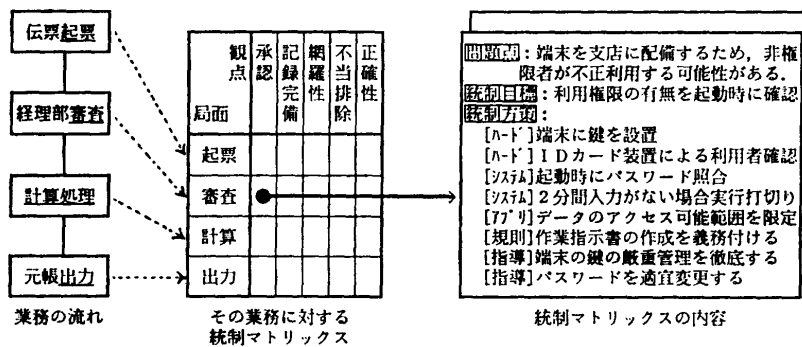 伝票起票
経理部審査
計算処理
元帳出力
業務の流れ
観点
局面
承認
記録完備
網羅性
不当排除
正確性
起票
審査
計算
出力
その業務に対する
統制マトリックス
問題点：端末を支店に配備するため，非権
限者が不正利用する可能性がある．
統制目標：利用権限の有無を起動時に確認
統制方策：
[ﾊｰﾄﾞ]端末に鍵を設置
[ﾊｰﾄﾞ]ＩＤカード装置による利用者確認
[ｼｽﾃﾑ]起動時にパスワード照合
[ｼｽﾃﾑ]２分間入力がない場合実行打切り
[ｱﾌﾟﾘ]データのアクセス可能範囲を限定
[規則]作業指示書の作成を義務付ける
[指導]端末の鍵の厳重管理を徹底する
[指導]パスワードを適宜変更する
統制マトリックスの内容